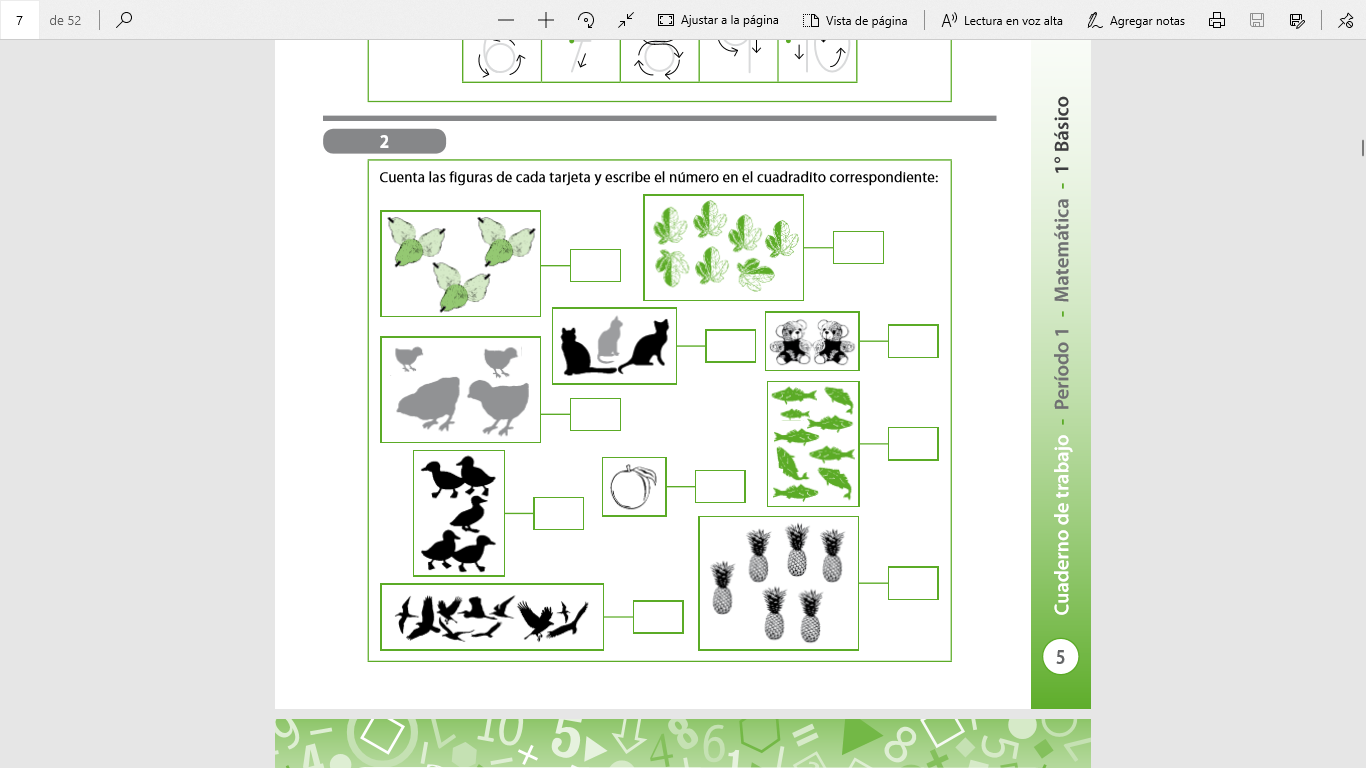 7 de 52 Ajustar a la página Vista de página Lectura en voz alta Agregar notas
2
Cuenta las figuras de cada tarjeta y escribe el número en el cuadradito correspondiente:
Cuaderno de trabajo - Período 1 - Matemática - 1° Básico
5